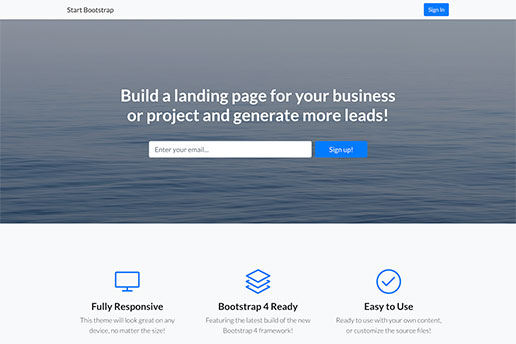 Start Bootstrap
Sign In
Build a landing page for your business
or project and generate more leads!
Enter your email...
Sign up!
Fully Responsive
This theme will look great on any
device, no matter the size!
Bootstrap 4 Ready
Featuring the latest build of the new
Bootstrap 4 framework!
Easy to Use
Ready to use with your own content,
or customize the source files!